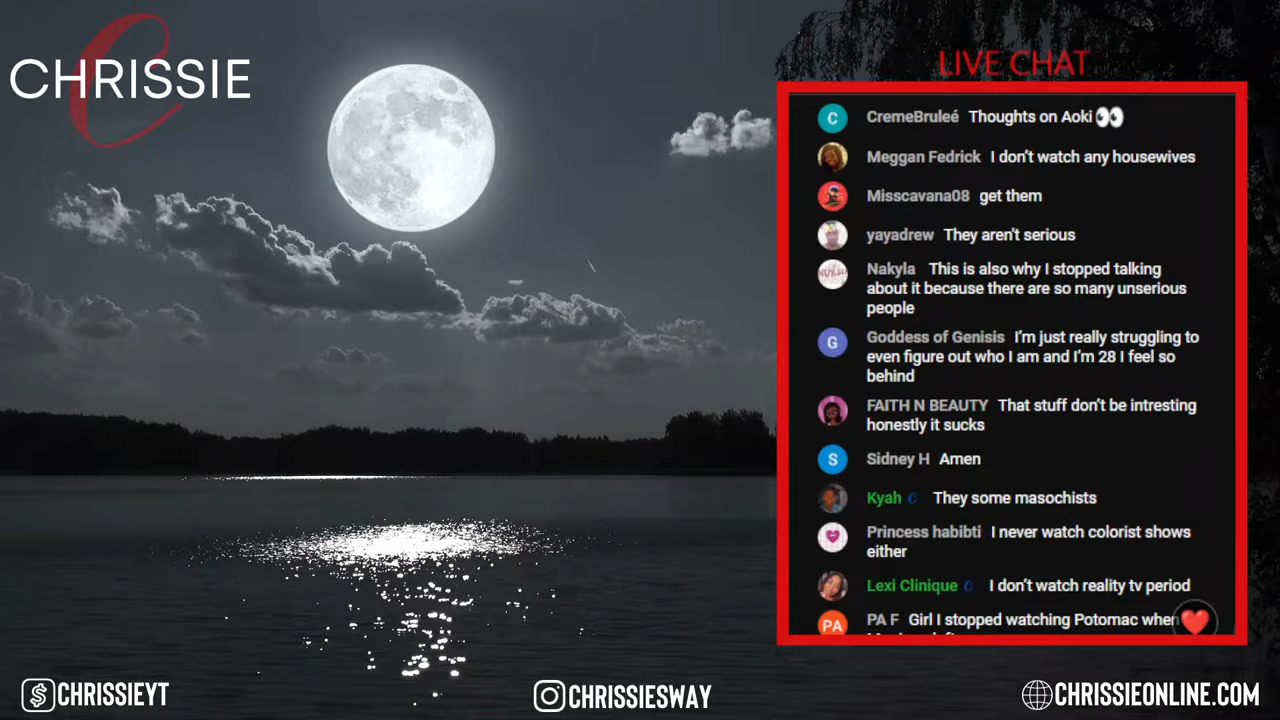 CHRISSIE
LIVE CHAT
C CremeBruleé Thoughts on Aoki 👀
Meggan Fedrick I don't watch any housewives
Misscavana08 get them
yayadrew They aren't serious
Nakyla This is also why I stopped talking
about it because there are so many unserious
people
G Goddess of Genisis I'm just really struggling to
even figure out who I am and I'm 28 I feel so
behind
FAITH N BEAUTY That stuff don't be intresting
honestly it sucks
S Sidney H Amen
Kyah They some masochists
Princess habibti I never watch colorist shows
either
Lexi Clinique I don't watch reality tv period
PA PA F Girl I stopped watching Potomac when
$ CHRISSIEYT
CHRISSIESWAY
CHRISSIEONLINE.COM